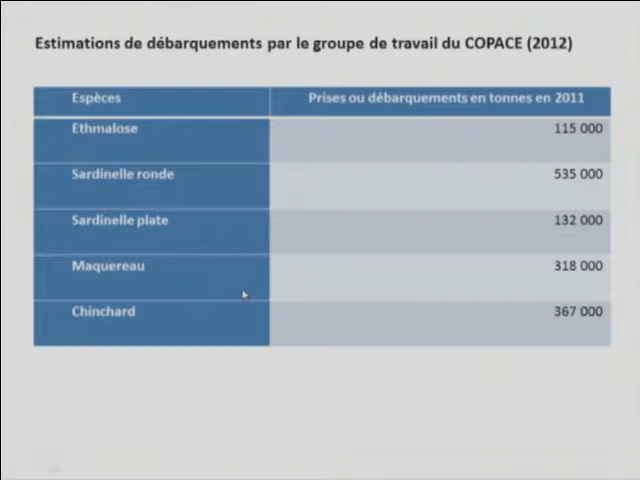 Estimations de débarquements par le groupe de travail du COPACE (2012)
Espèces Prises ou débarquements en tonnes en 2011
Ethmalose 115 000
Sardinelle ronde 535 000
Sardinelle plate 132 000
Maquereau 318 000
Chinchard 367 000